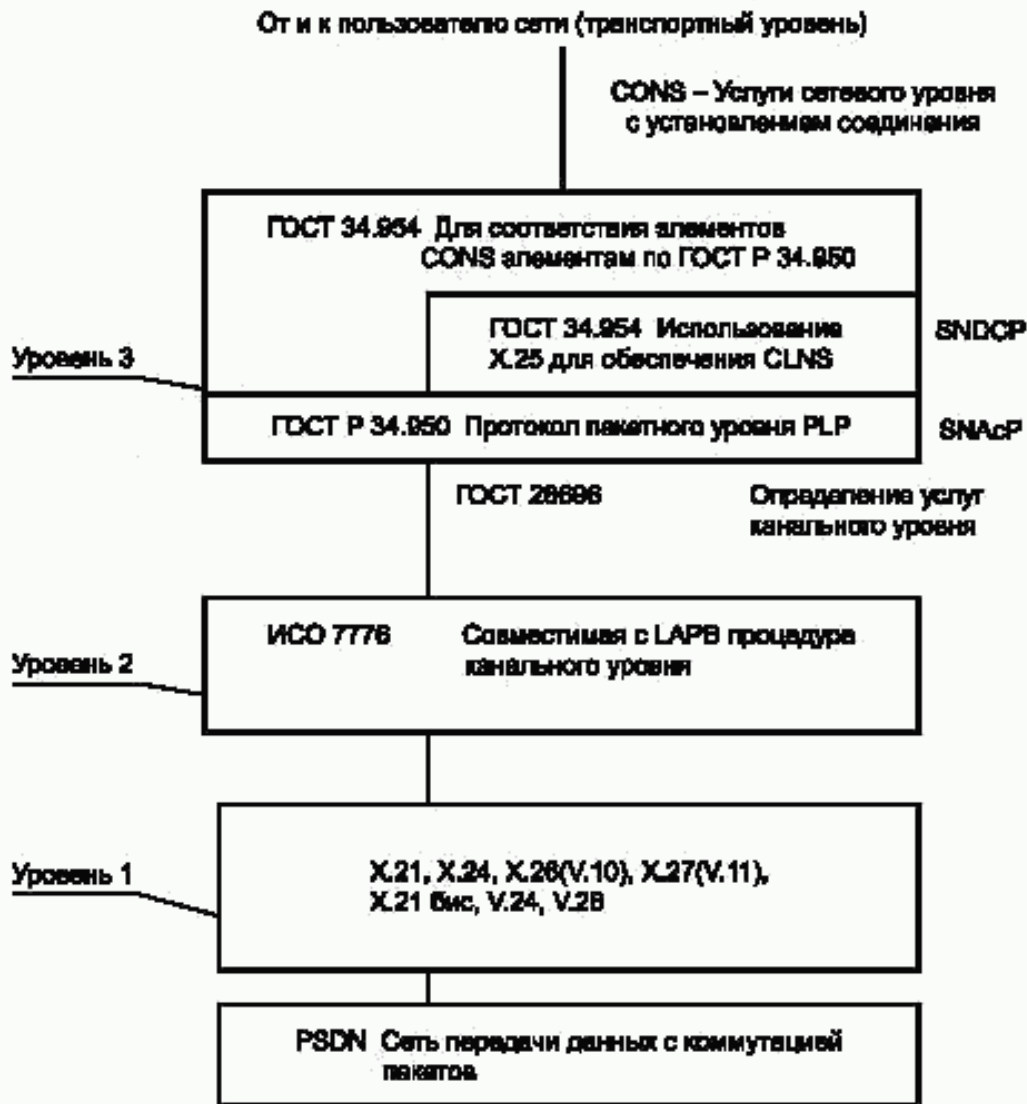 От и к пользователю сети (транспортный уровень)
CONS – Услуги сетевого уровня
с установлением соединения
ГОСТ 34.954 Для соответствия элементов
CONS элементам по ГОСТ Р 34.950
ГОСТ 34.954 Использование
X.25 для обеспечения CLNS
SNDCP
Уровень 3
ГОСТ Р 34.950 Протокол пакетного уровня PLP
SNAcP
ГОСТ 28696
Определение услуг
канального уровня
ИСО 7776
Совместимая с LAPB процедура
канального уровня
Уровень 2
Уровень 1
X.21, X.24, X.26(V.10), X.27(V.11),
X.21 бис, V.24, V.28
PSDN Сеть передачи данных с коммутацией
пакетов